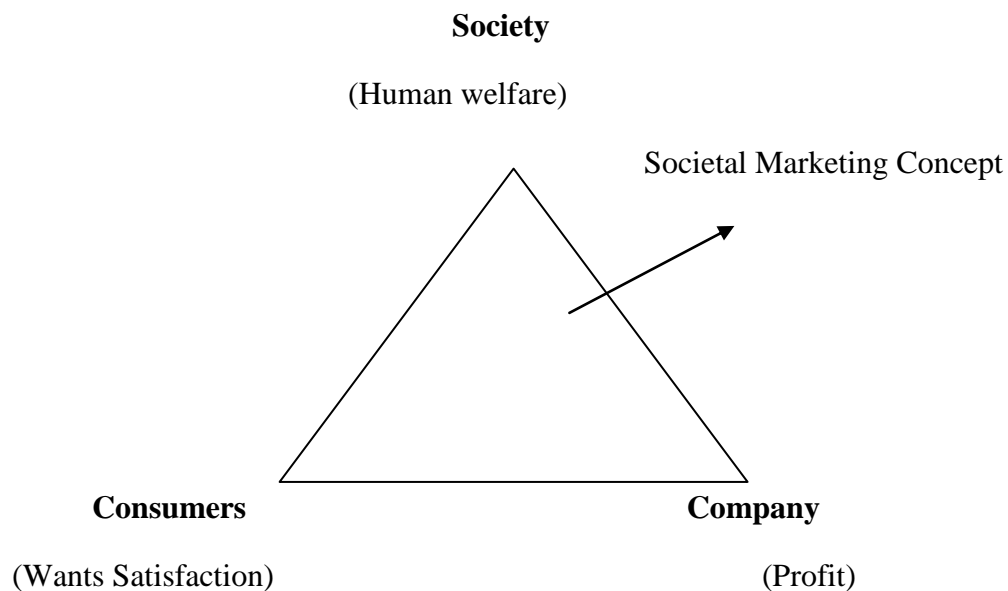 Society
(Human welfare)
Societal Marketing Concept
Consumers
Company
(Wants Satisfaction)
(Profit)